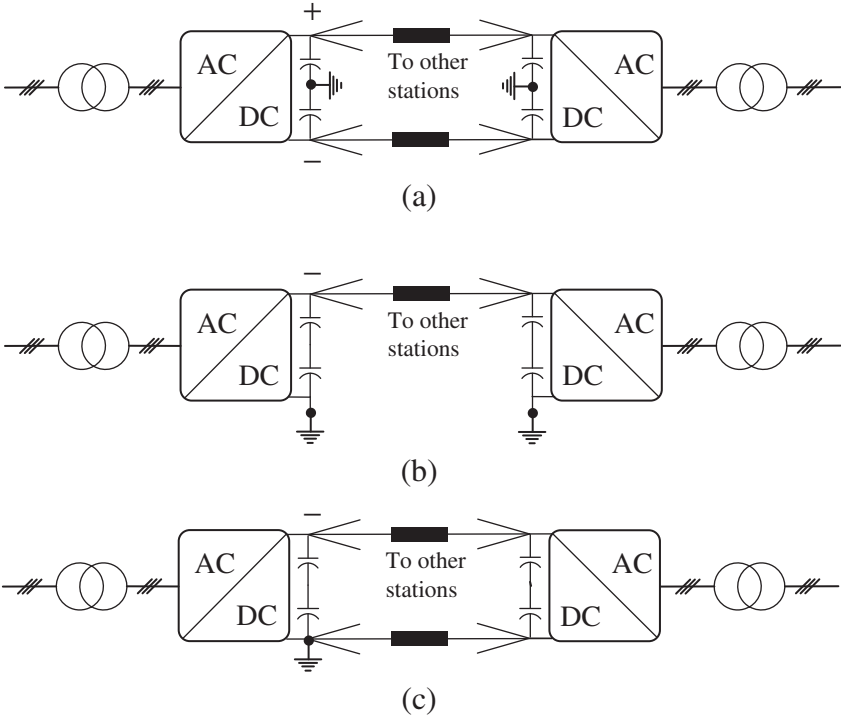 +
AC
DC
To other
stations
AC
DC
−
(a)
−
AC
DC
To other
stations
AC
DC
(b)
−
AC
DC
To other
stations
AC
DC
(c)